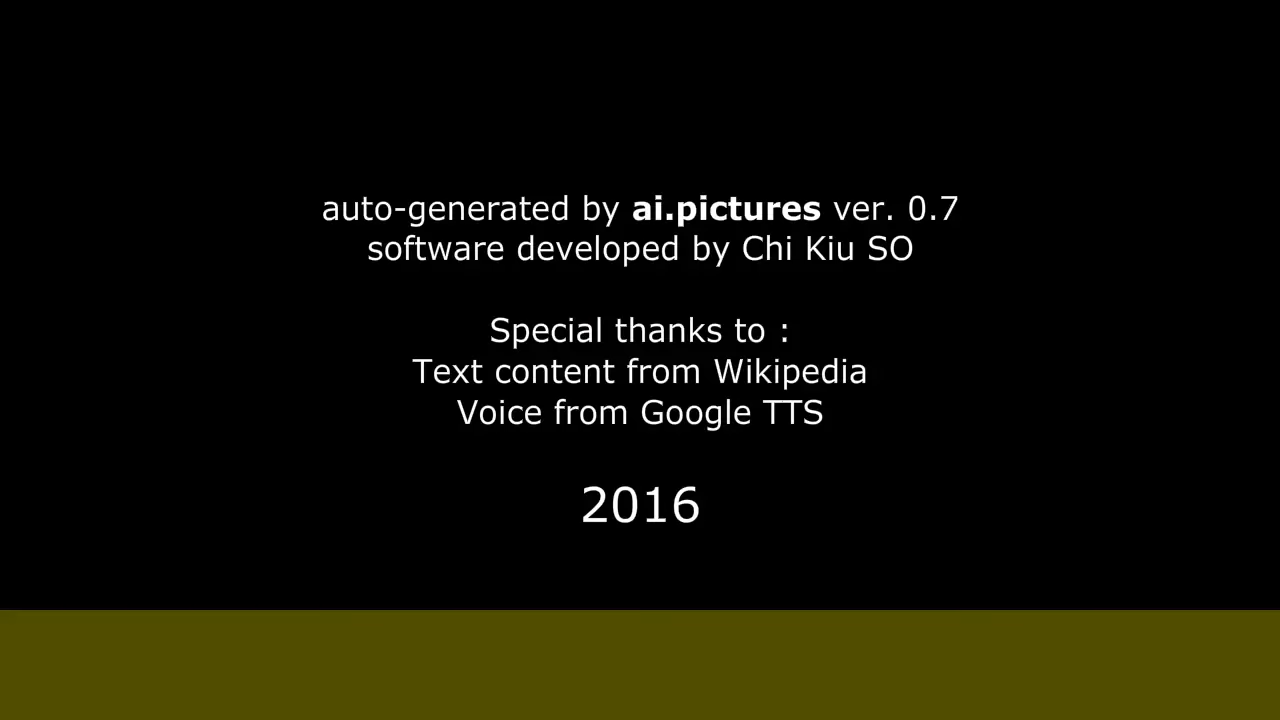 auto-generated by ai.pictures ver. 0.7
software developed by Chi Kiu SO
Special thanks to :
Text content from Wikipedia
Voice from Google TTS
2016